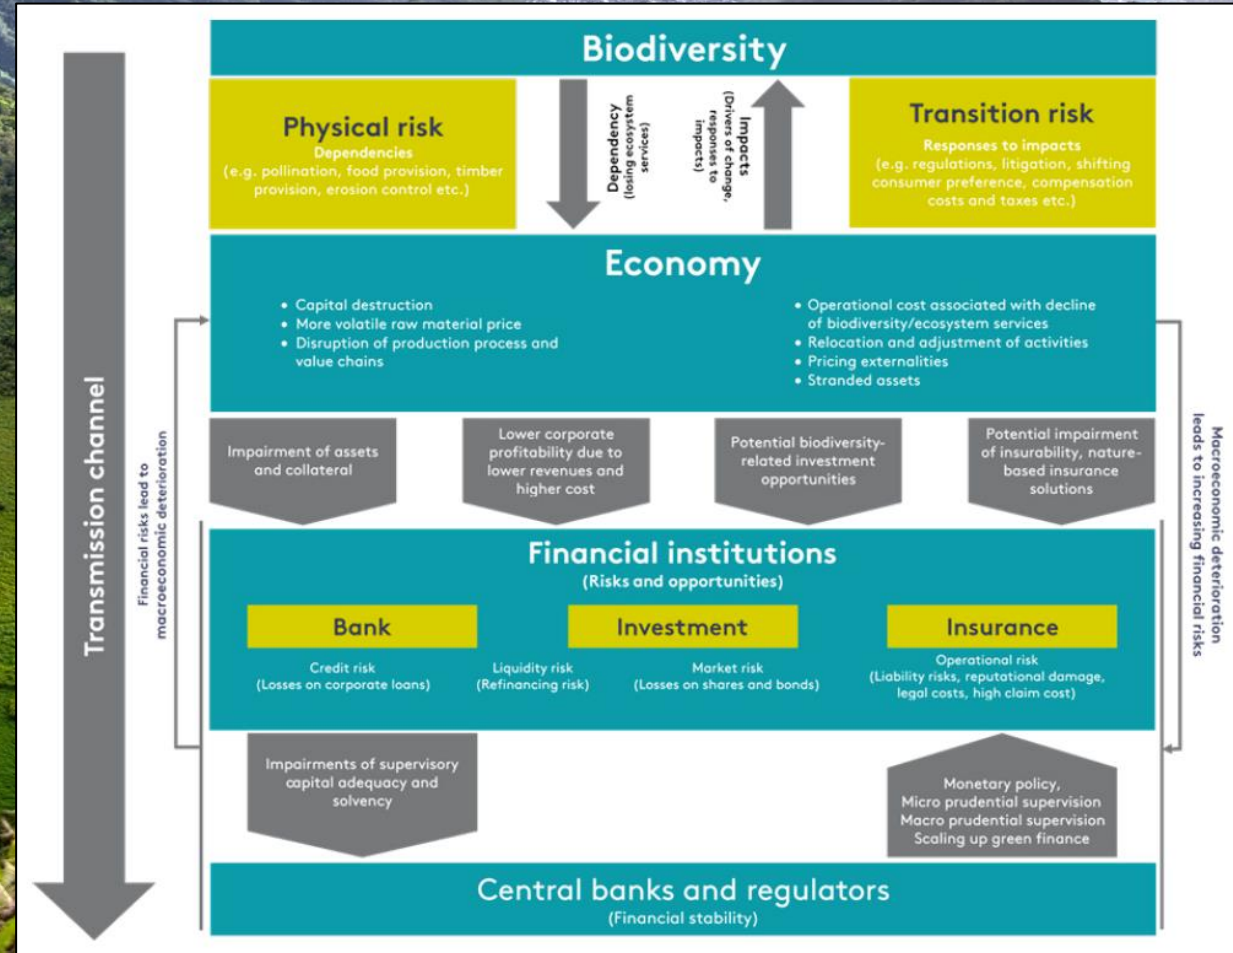 Biodiversity
Physical risk
Dependencies
(e.g. pollination, food provision, timber
provision, erosion control etc.)
Dependency
(losing ecosystem
services)
Impacts
(Drivers of change,
responses to
impacts)
Transition risk
Responses to impacts
(e.g. regulations, litigation, shifting
consumer preference, compensation
costs and taxes etc.)
Economy
• Capital destruction
• More volatile raw material price
• Disruption of production process and
value chains
• Operational cost associated with decline
of biodiversity/ecosystem services
• Relocation and adjustment of activities
• Pricing externalities
• Stranded assets
Transmission channel
Financial risks lead to
macroeconomic deterioration
Macroeconomic deterioration
leads to increasing financial risks
Impairment of assets
and collateral
Lower corporate
profitability due to
lower revenues and
higher cost
Potential biodiversity-
related investment
opportunities
Potential impairment
of insurability, nature-
based insurance
solutions
Financial institutions
(Risks and opportunities)
Bank
Investment
Insurance
Credit risk
(Losses on corporate loans)
Liquidity risk
(Refinancing risk)
Market risk
(Losses on shares and bonds)
Operational risk
(Liability risks, reputational damage,
legal costs, high claim cost)
Impairments of supervisory
capital adequacy and
solvency
Monetary policy,
Micro prudential supervision
Macro prudential supervision
Scaling up green finance
Central banks and regulators
(Financial stability)